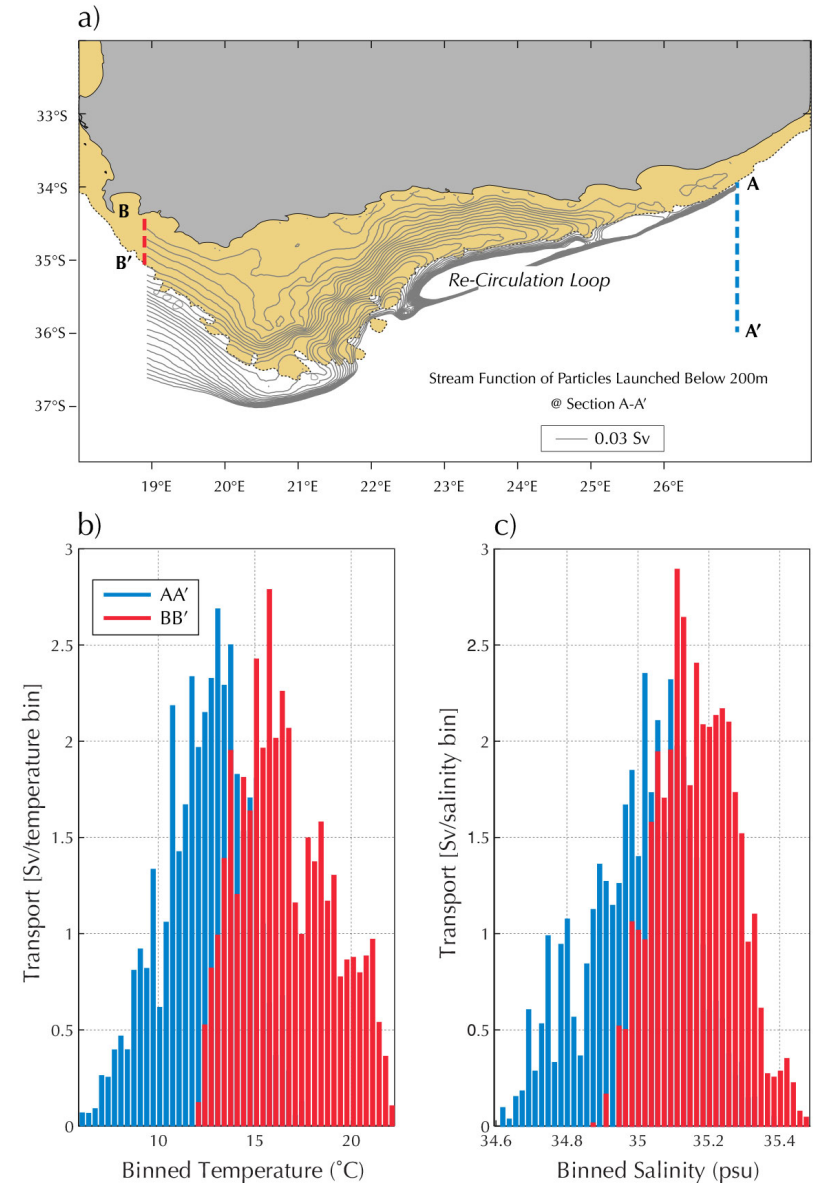 a)
33°S
34°S
35°S
36°S
37°S
A
B
B′
A′
Re-Circulation Loop
Stream Function of Particles Launched Below 200m
@ Section A-A′
0.03 Sv
19°E 20°E 21°E 22°E 23°E 24°E 25°E 26°E
b)
3
2.5
2
1.5
1
0.5
0
Transport [Sv/temperature bin]
AA′
BB′
10 15 20
Binned Temperature (˚C)
c)
3
2.5
2
1.5
1
0.5
0
Transport [Sv/salinity bin]
34.6 34.8 35 35.2 35.4
Binned Salinity (psu)